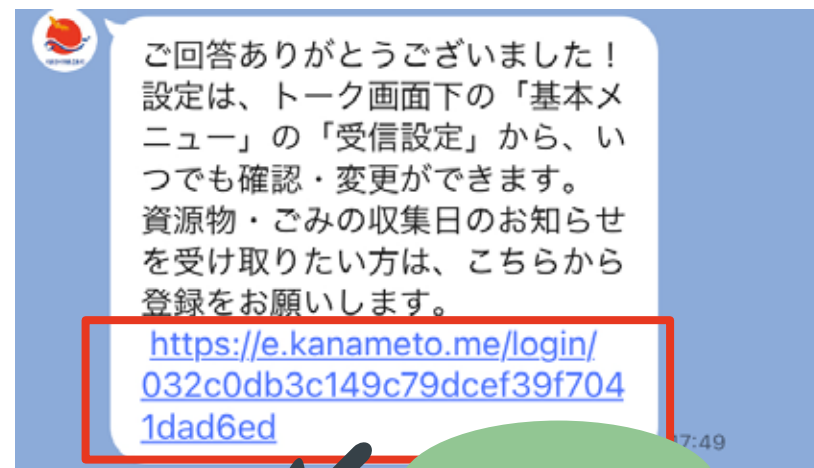 ご回答ありがとうございました！
設定は、トーク画面下の「基本メ
ニュー」の「受信設定」から、い
つでも確認・変更ができます。
資源物・ごみの収集日のお知らせ
を受け取りたい方は、こちらから
登録をお願いします。
https://e.kanameto.me/login/
032c0db3c149c79dcef39f704
1dad6ed
17:49